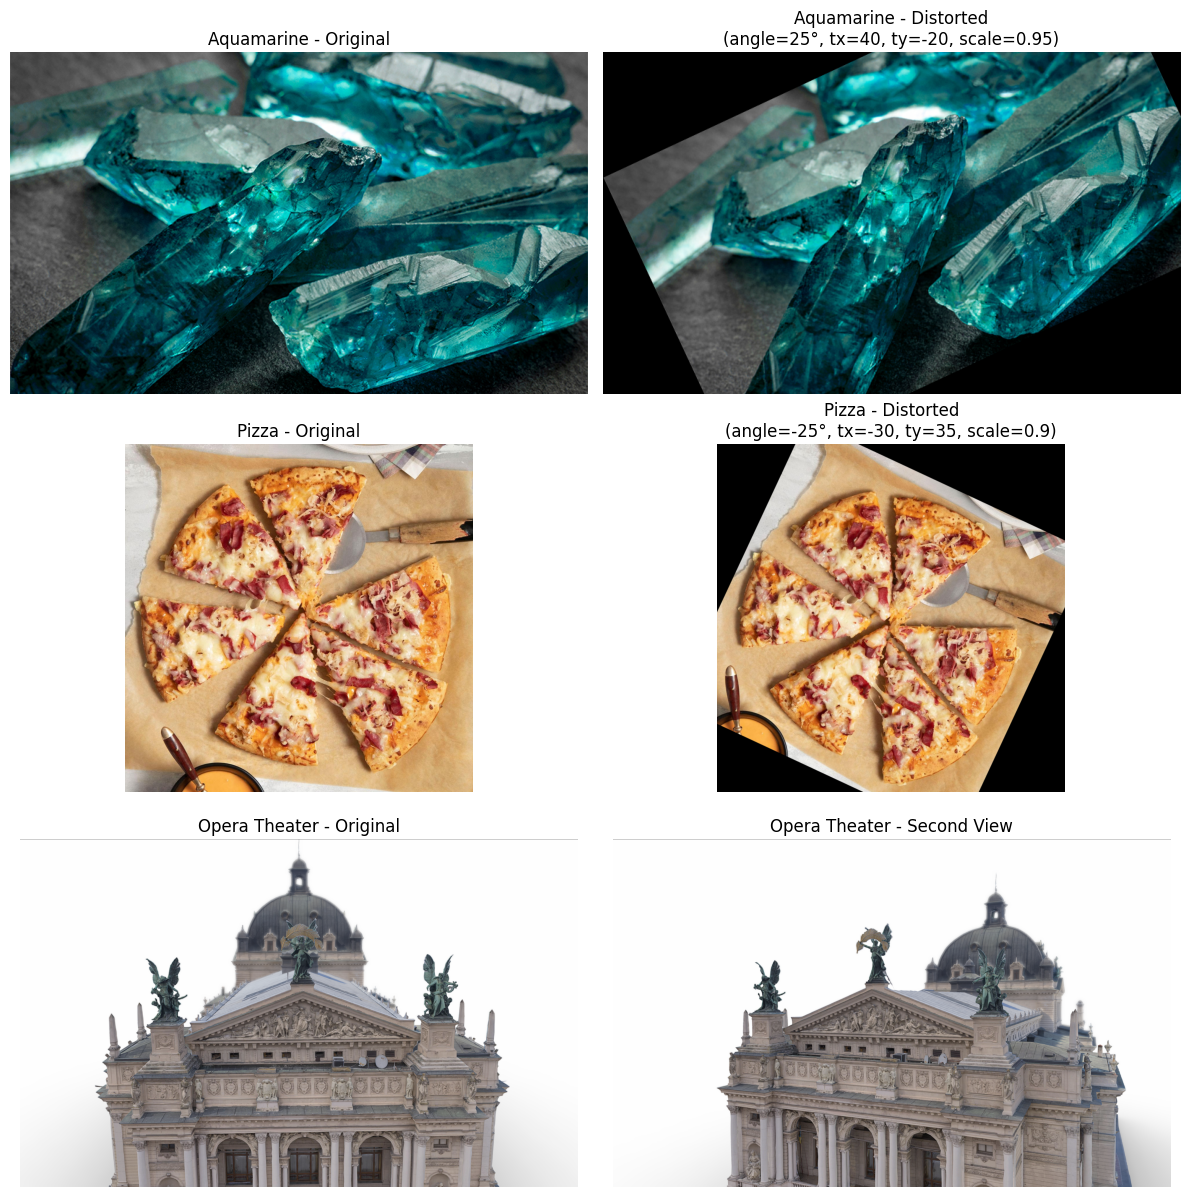 Aquamarine - Original
Aquamarine - Distorted
(angle=25°, tx=40, ty=-20, scale=0.95)
Pizza - Original
Pizza - Distorted
(angle=-25°, tx=-30, ty=35, scale=0.9)
Opera Theater - Original
Opera Theater - Second View